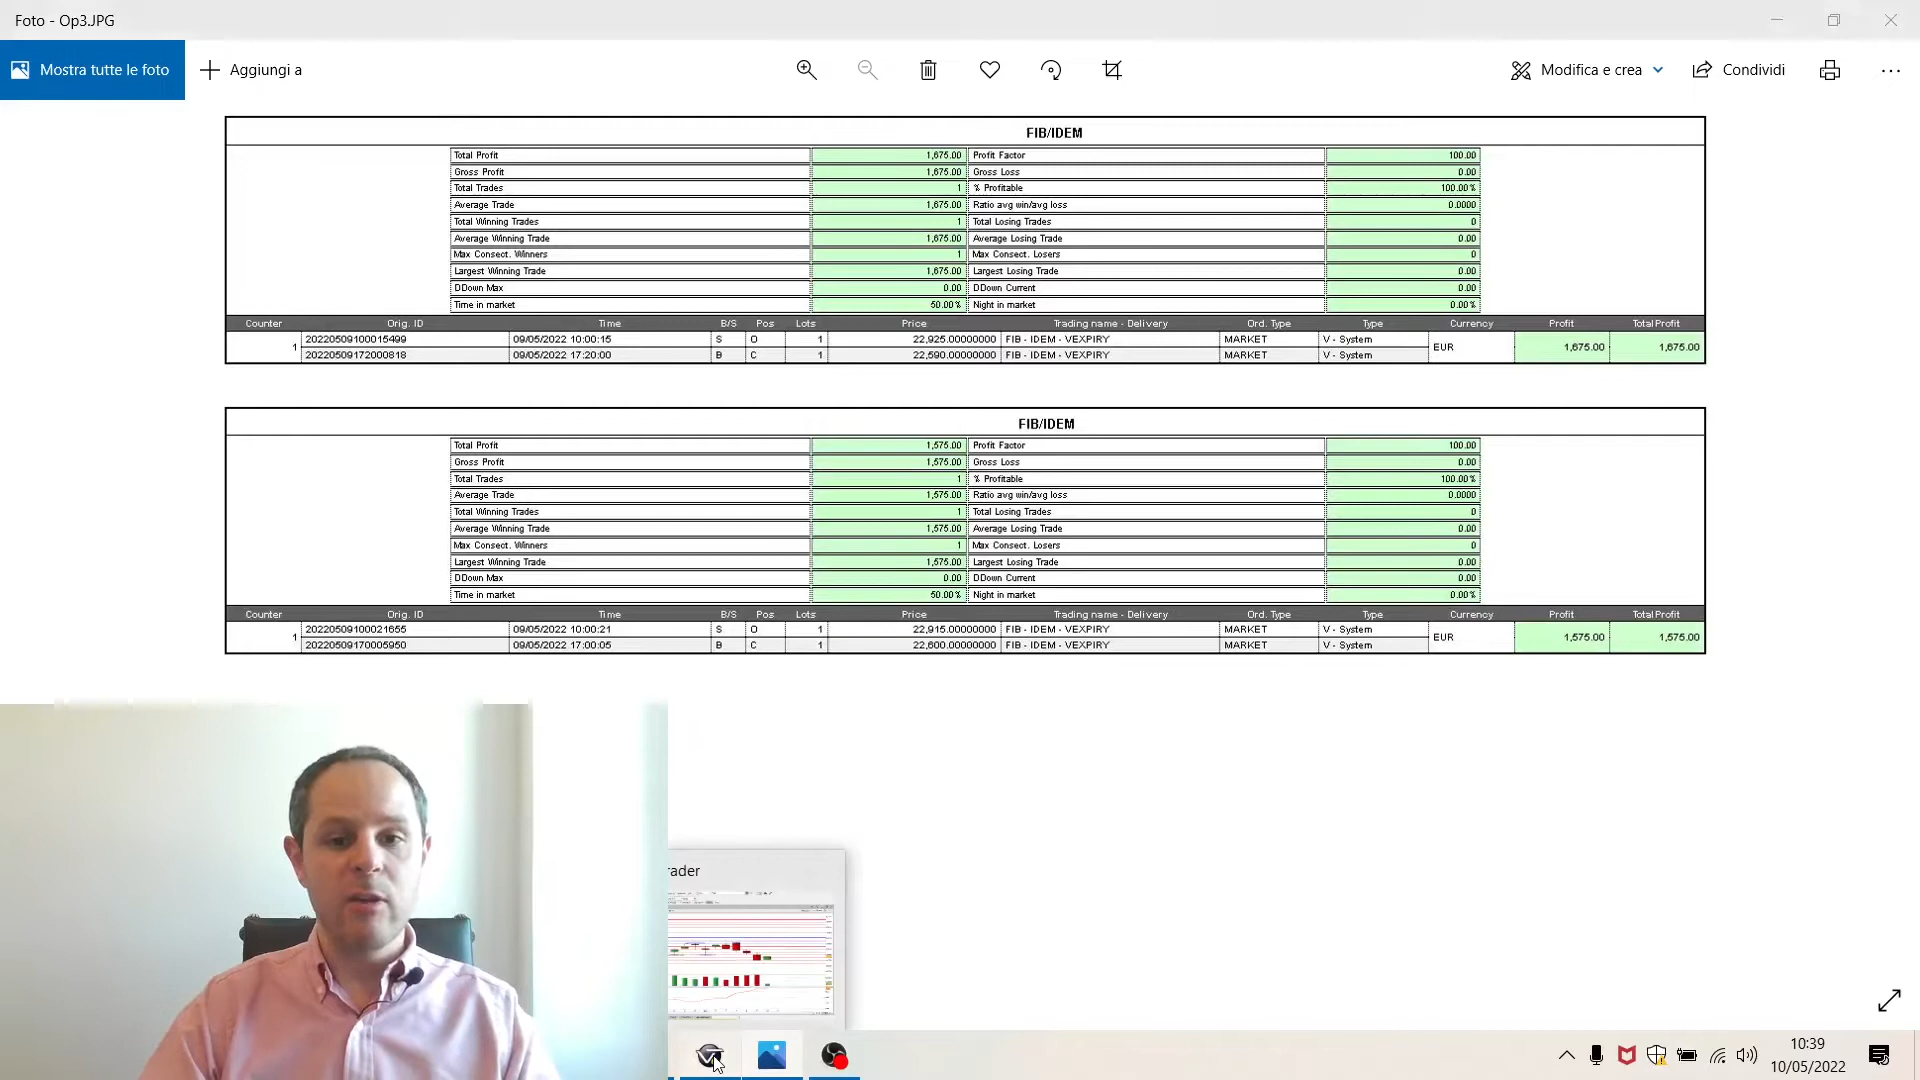 Foto - Op3.JPG
Mostra tutte le foto
Aggiungi a
Modifica e crea
Condividi
FIB/IDEM
Total Profit 1,675.00 Profit Factor 100.00
Gross Profit 1,675.00 Gross Loss 0.00
Total Trades 1 % Profitable 100.00%
Average Trade 1,675.00 Ratio avg win/avg loss 0.0000
Total Winning Trades 1 Total Losing Trades 0
Average Winning Trade 1,675.00 Average Losing Trade 0.00
Max Consect. Winners 1 Max Consect. Losers 0
Largest Winning Trade 1,675.00 Largest Losing Trade 0.00
DDown Max 0.00 DDown Current 0.00
Time in market 50.00% Night in market 0.00%
Counter Orig. ID Time B/S Pos Lots Price Trading name - Delivery Ord. Type Type Currency Profit Total Profit
20220509100015499 09/05/2022 10:00:15 S O 1 22,925.00000000 FIB - IDEM - VEXPIRY MARKET V - System
1 EUR 1,675.00 1,675.00
20220509172000818 09/05/2022 17:20:00 B C 1 22,590.00000000 FIB - IDEM - VEXPIRY MARKET V - System
FIB/IDEM
Total Profit 1,575.00 Profit Factor 100.00
Gross Profit 1,575.00 Gross Loss 0.00
Total Trades 1 % Profitable 100.00%
Average Trade 1,575.00 Ratio avg win/avg loss 0.0000
Total Winning Trades 1 Total Losing Trades 0
Average Winning Trade 1,575.00 Average Losing Trade 0.00
Max Consect. Winners 1 Max Consect. Losers 0
Largest Winning Trade 1,575.00 Largest Losing Trade 0.00
DDown Max 0.00 DDown Current 0.00
Time in market 50.00% Night in market 0.00%
Counter Orig. ID Time B/S Pos Lots Price Trading name - Delivery Ord. Type Type Currency Profit Total Profit
20220509100021655 09/05/2022 10:00:21 S O 1 22,915.00000000 FIB - IDEM - VEXPIRY MARKET V - System
1 EUR 1,575.00 1,575.00
20220509170005950 09/05/2022 17:00:05 B C 1 22,600.00000000 FIB - IDEM - VEXPIRY MARKET V - System
rader
10:39
10/05/2022